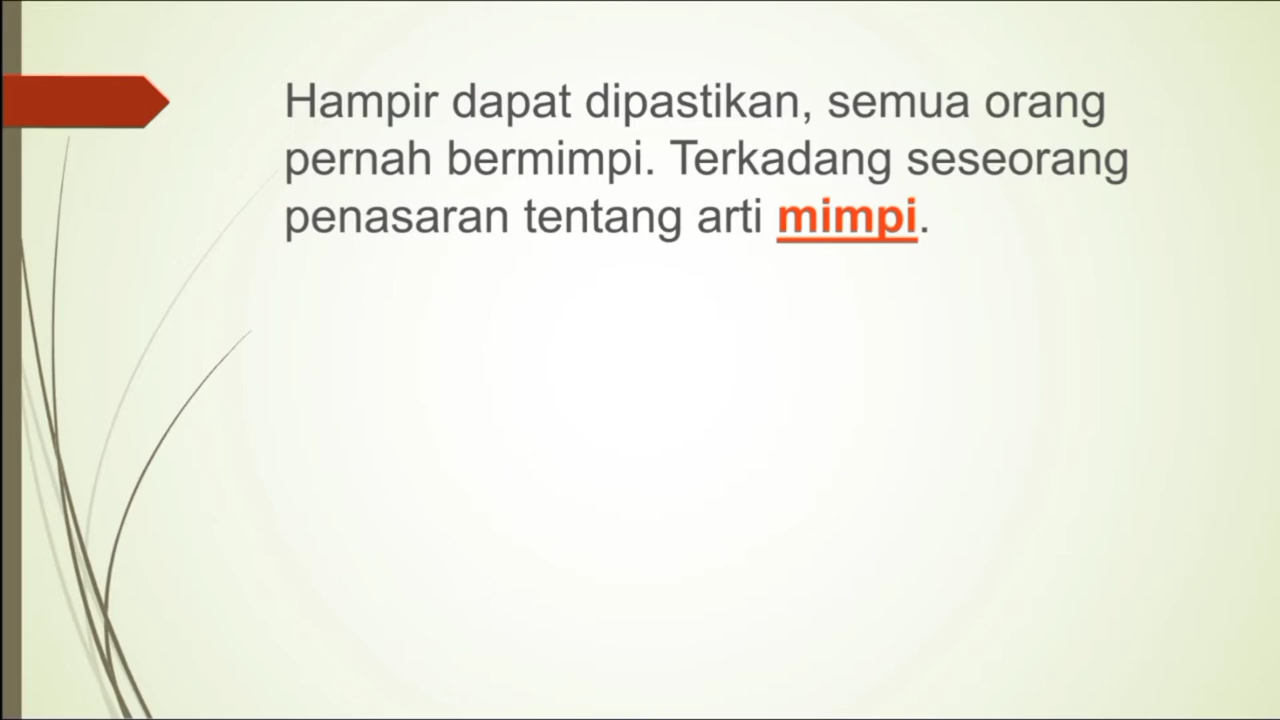 Hampir dapat dipastikan, semua orang
pernah bermimpi. Terkadang seseorang
penasaran tentang arti mimpi.